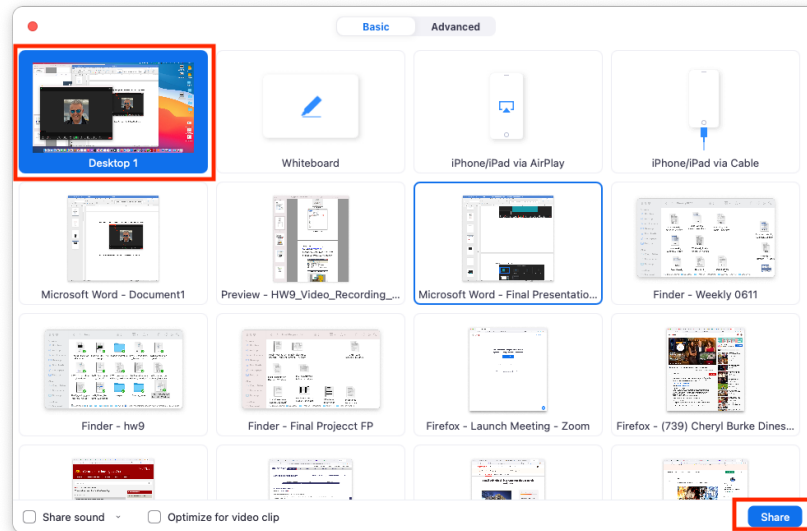 Basic Advanced
Desktop 1
Whiteboard
iPhone/iPad via AirPlay
iPhone/iPad via Cable
Microsoft Word - Document1
Preview - HW9_Video_Recording_...
Microsoft Word - Final Presentatio...
Finder - Weekly 0611
Finder - hw9
Finder - Final Projecct FP
Firefox - Launch Meeting - Zoom
Firefox - (739) Cheryl Burke Dines...
Share sound
Optimize for video clip
Share